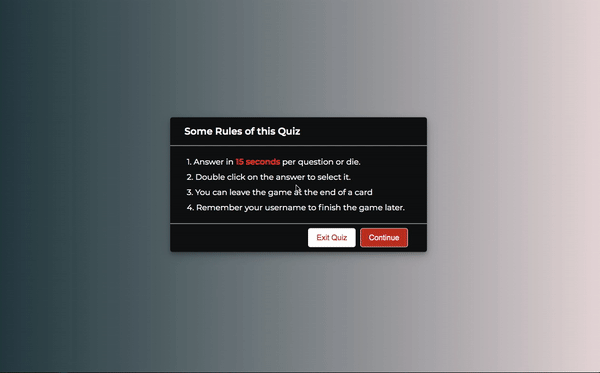 Some Rules of this Quiz
1. Answer in 15 seconds per question or die.
2. Double click on the answer to select it.
3. You can leave the game at the end of a card
4. Remember your username to finish the game later.
Exit Quiz
Continue